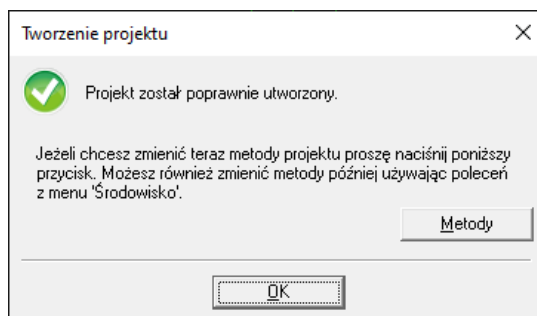 Tworzenie projektu
Projekt został poprawnie utworzony.
Jeżeli chcesz zmienić teraz metody projektu proszę naciśnij poniższy
przycisk. Możesz również zmienić metody później używając poleceń
z menu 'Środowisko'.
Metody
OK